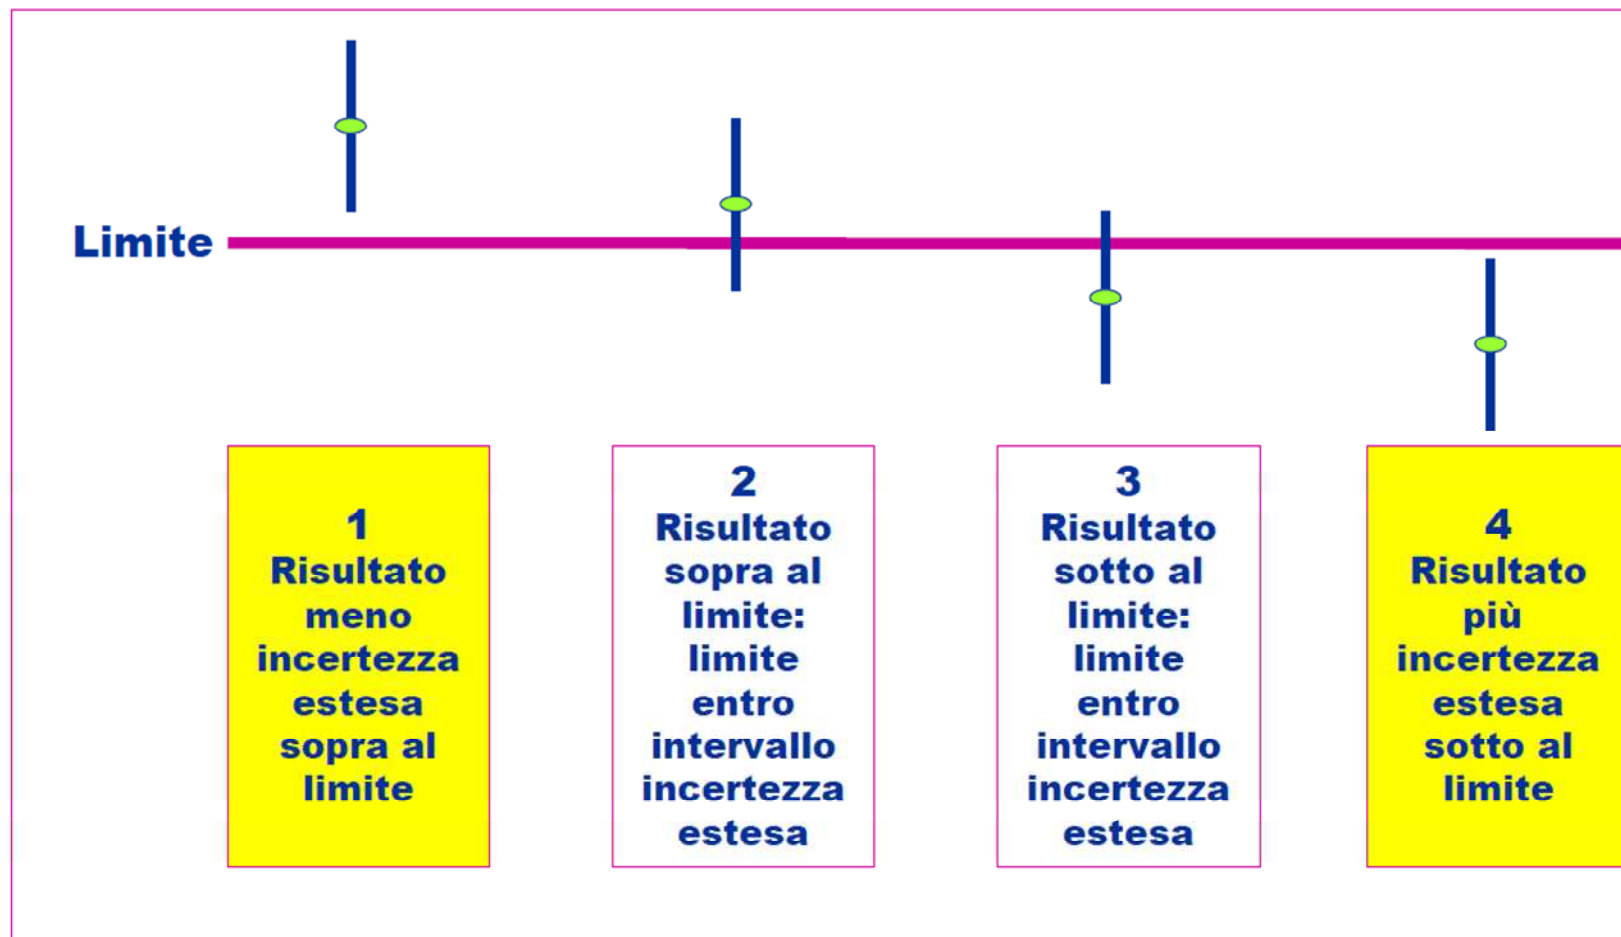 Limite
1
Risultato
meno
incertezza
estesa
sopra al
limite
2
Risultato
sopra al
limite:
limite
entro
intervallo
incertezza
estesa
3
Risultato
sotto al
limite:
limite
entro
intervallo
incertezza
estesa
4
Risultato
più
incertezza
estesa
sotto al
limite